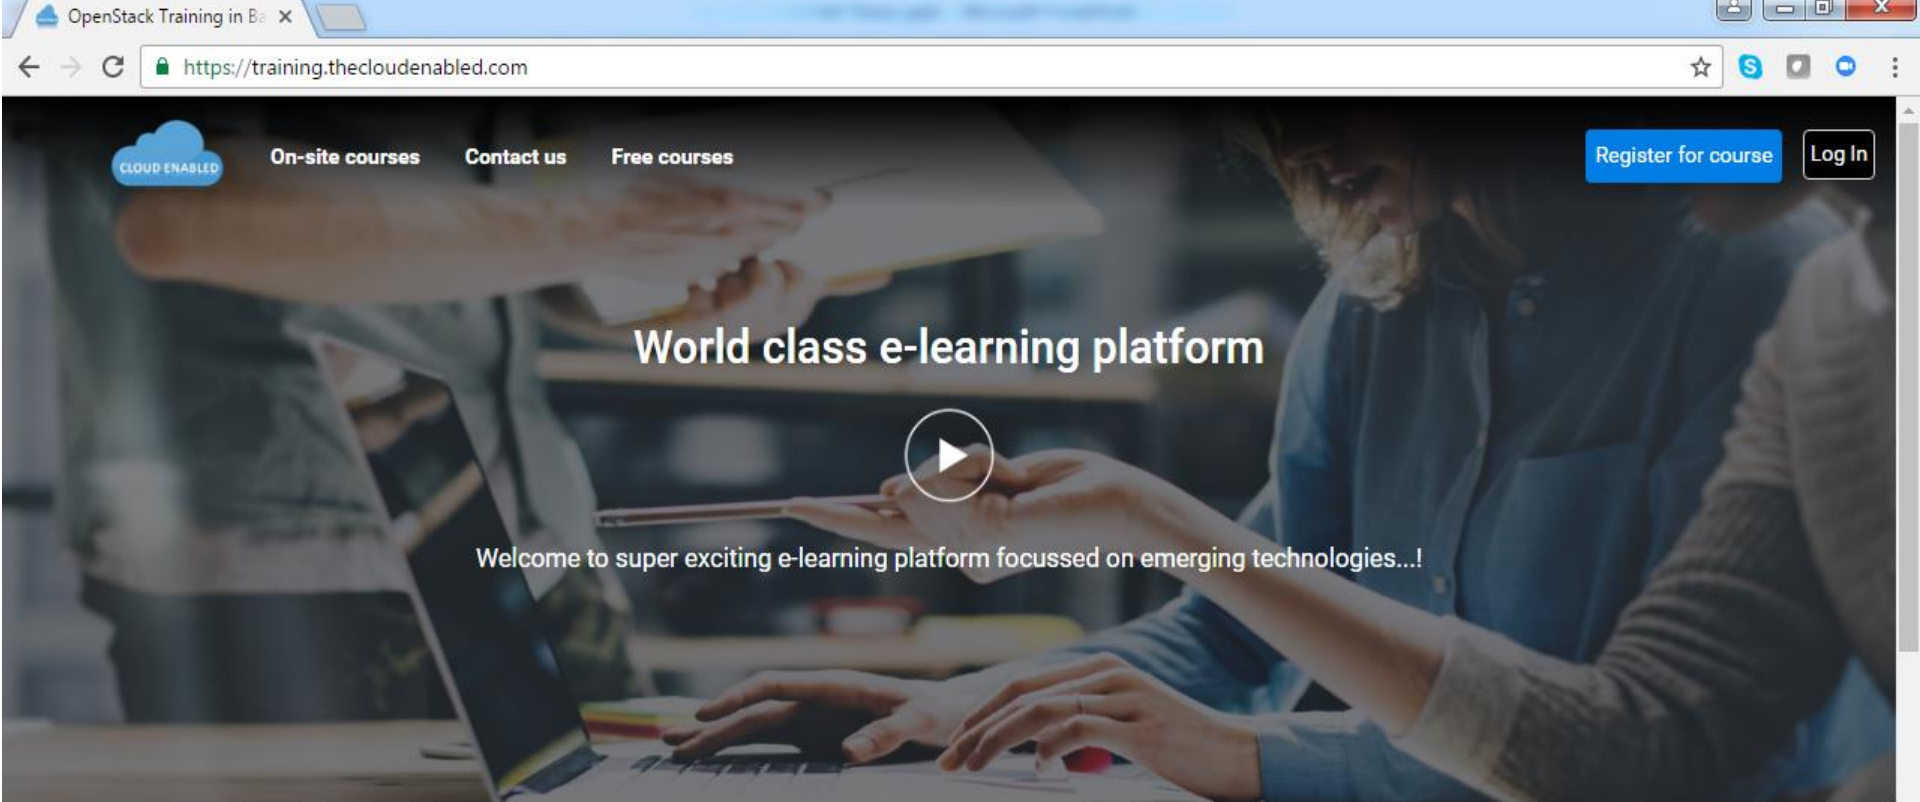 OpenStack Training in Ba
https://training.thecloudenabled.com
CLOUD ENABLED
On-site courses
Contact us
Free courses
Register for course
Log In
World class e-learning platform
Welcome to super exciting e-learning platform focussed on emerging technologies...!